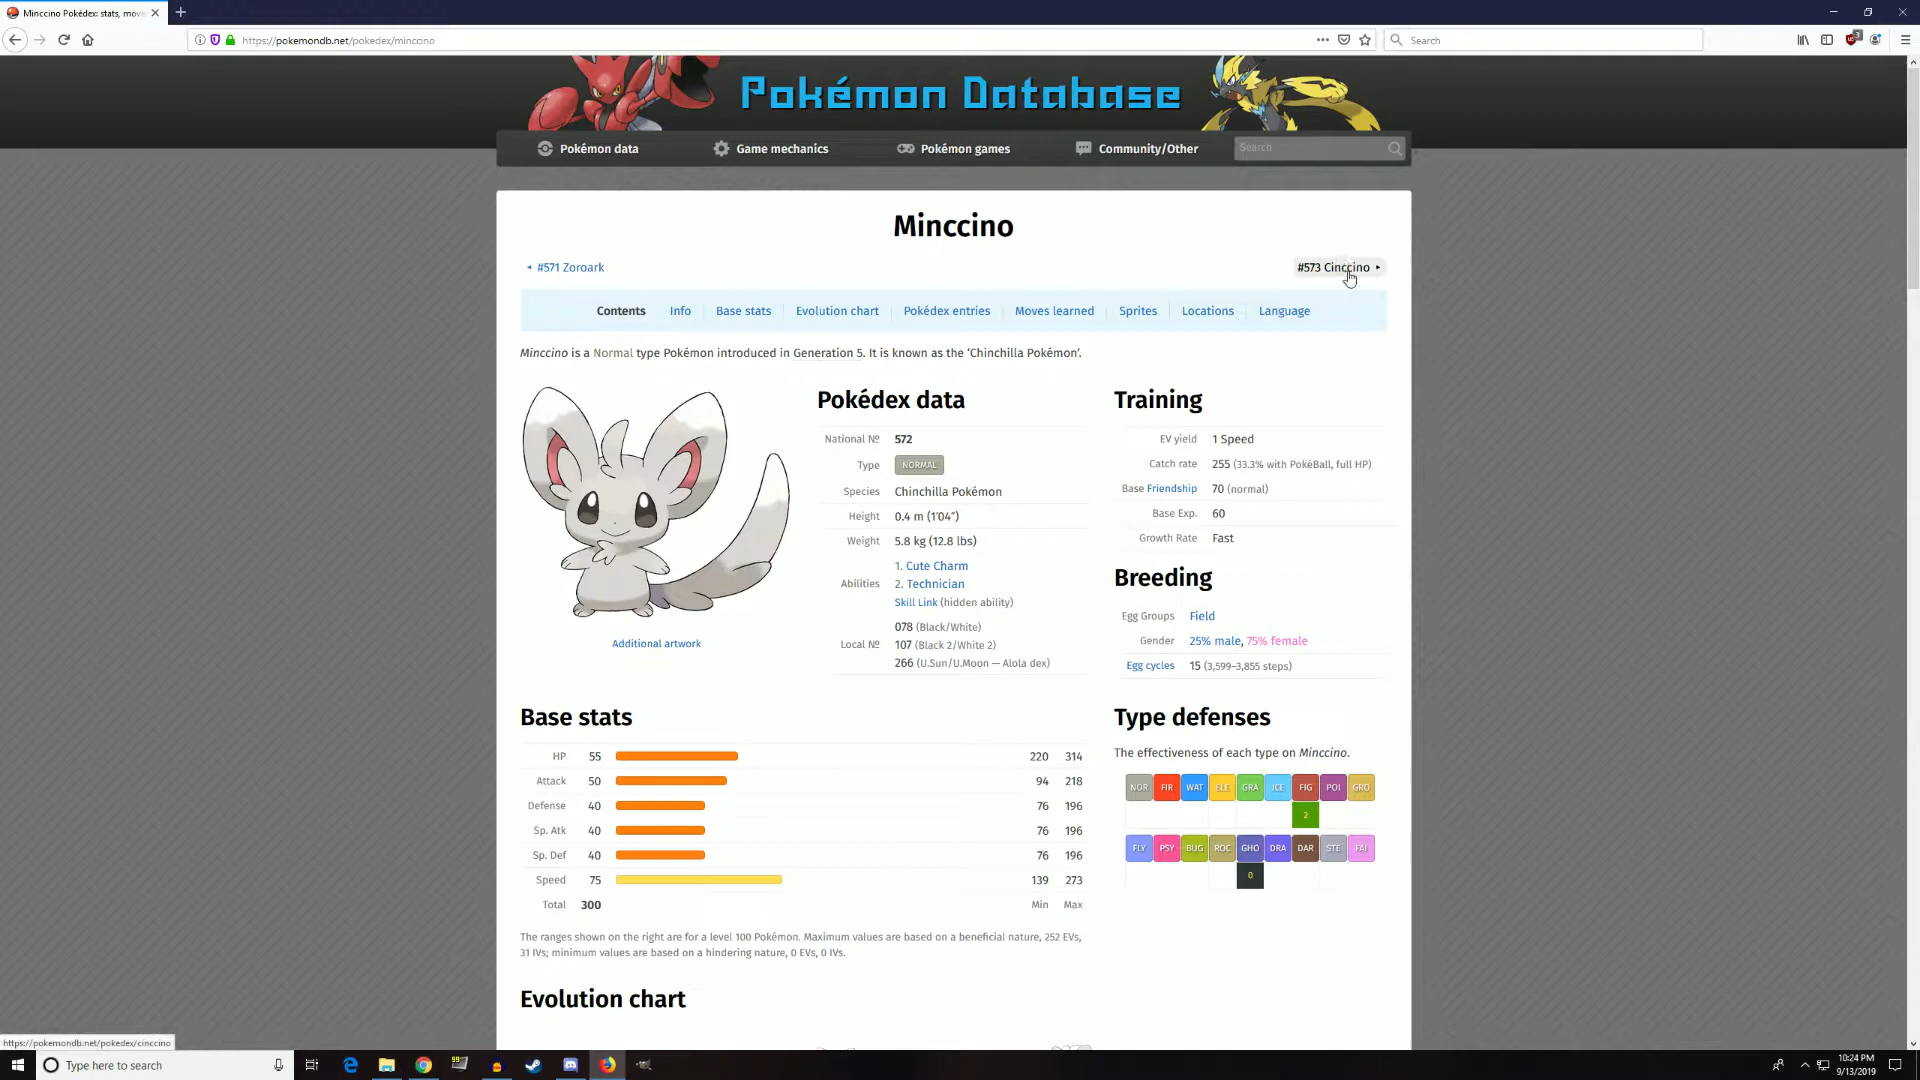 Minccino Pokédex: stats, move
https://pokemondb.net/pokedex/minccino
Search
Pokémon Database
Pokémon data
Game mechanics
Pokémon games
Community/Other
Search
Minccino
#571 Zoroark
#573 Cinccino
Contents Info Base stats Evolution chart Pokédex entries Moves learned Sprites Locations Language
Minccino is a Normal type Pokémon introduced in Generation 5. It is known as the ‘Chinchilla Pokémon’.
Additional artwork
Pokédex data
National № 572
Type NORMAL
Species Chinchilla Pokémon
Height 0.4 m (1′04″)
Weight 5.8 kg (12.8 lbs)
Abilities 1. Cute Charm
2. Technician
Skill Link (hidden ability)
Local № 078 (Black/White)
107 (Black 2/White 2)
266 (U.Sun/U.Moon — Alola dex)
Training
EV yield 1 Speed
Catch rate 255 (33.3% with PokéBall, full HP)
Base Friendship 70 (normal)
Base Exp. 60
Growth Rate Fast
Breeding
Egg Groups Field
Gender 25% male, 75% female
Egg cycles 15 (3,599–3,855 steps)
Base stats
HP 55 220 314
Attack 50 94 218
Defense 40 76 196
Sp. Atk 40 76 196
Sp. Def 40 76 196
Speed 75 139 273
Total 300 Min Max
The ranges shown on the right are for a level 100 Pokémon. Maximum values are based on a beneficial nature, 252 EVs,
31 IVs; minimum values are based on a hindering nature, 0 EVs, 0 IVs.
Type defenses
The effectiveness of each type on Minccino.
NOR FIR WAT ELE GRA ICE FIG POI GRO
2
FLY PSY BUG ROC GHO DRA DAR STE FAI
0
Evolution chart
https://pokemondb.net/pokedex/cinccino
Type here to search
10:24 PM
9/13/2019